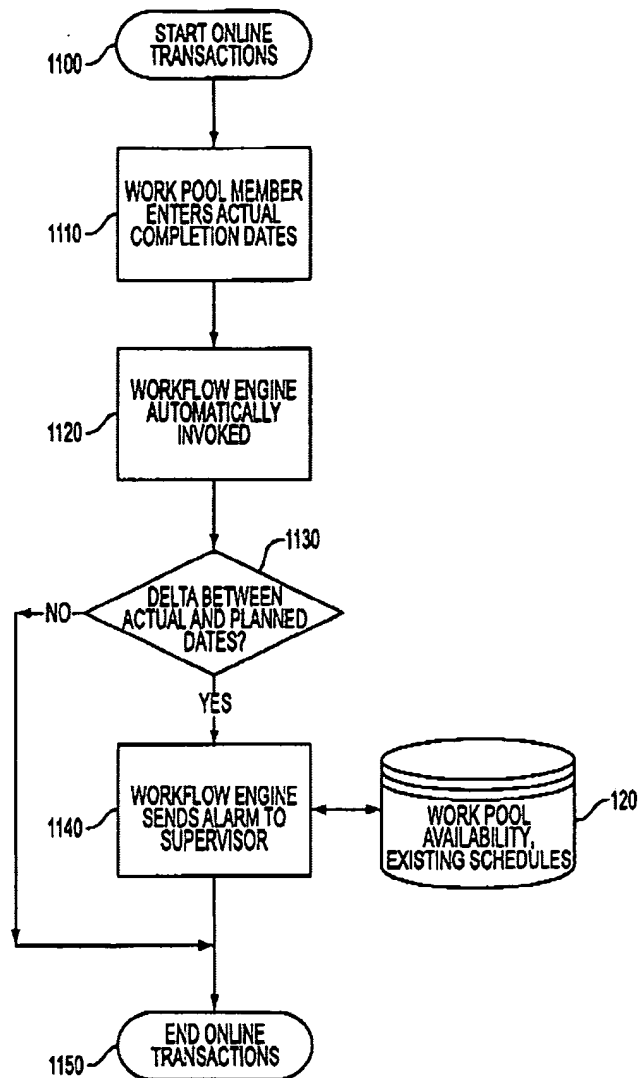 START ONLINE
TRANSACTIONS
1100
WORK POOL MEMBER
ENTERS ACTUAL
COMPLETION DATES
1110
WORKFLOW ENGINE
AUTOMATICALLY
INVOKED
1120
1130
DELTA BETWEEN
ACTUAL AND PLANNED
DATES?
NO
YES
WORKFLOW ENGINE
SENDS ALARM TO
SUPERVISOR
1140
WORK POOL
AVAILABILITY,
EXISTING SCHEDULES
120
END ONLINE
TRANSACTIONS
1150